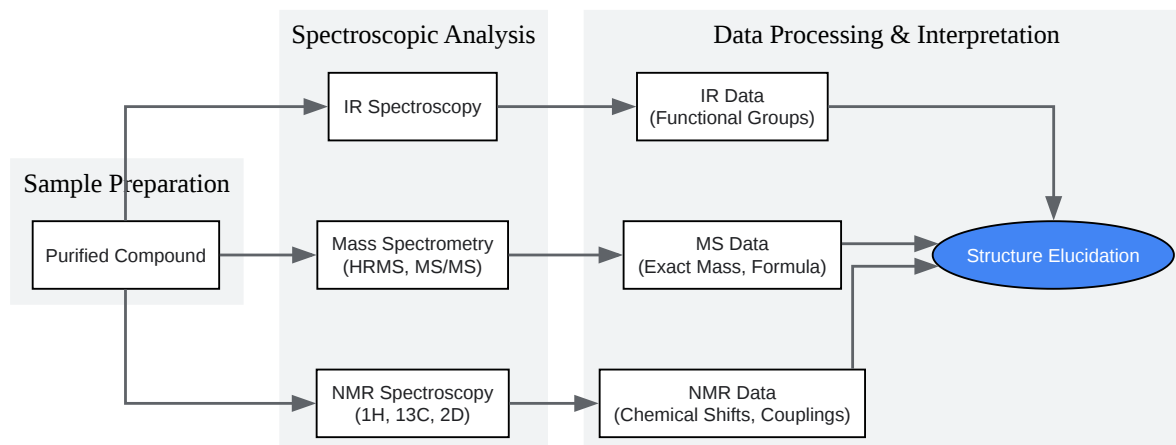 Spectroscopic Analysis
Data Processing & Interpretation
IR Spectroscopy
IR Data
(Functional Groups)
Sample Preparation
Purified Compound
Mass Spectrometry
(HRMS, MS/MS)
MS Data
(Exact Mass, Formula)
Structure Elucidation
NMR Spectroscopy
(1H, 13C, 2D)
NMR Data
(Chemical Shifts, Couplings)